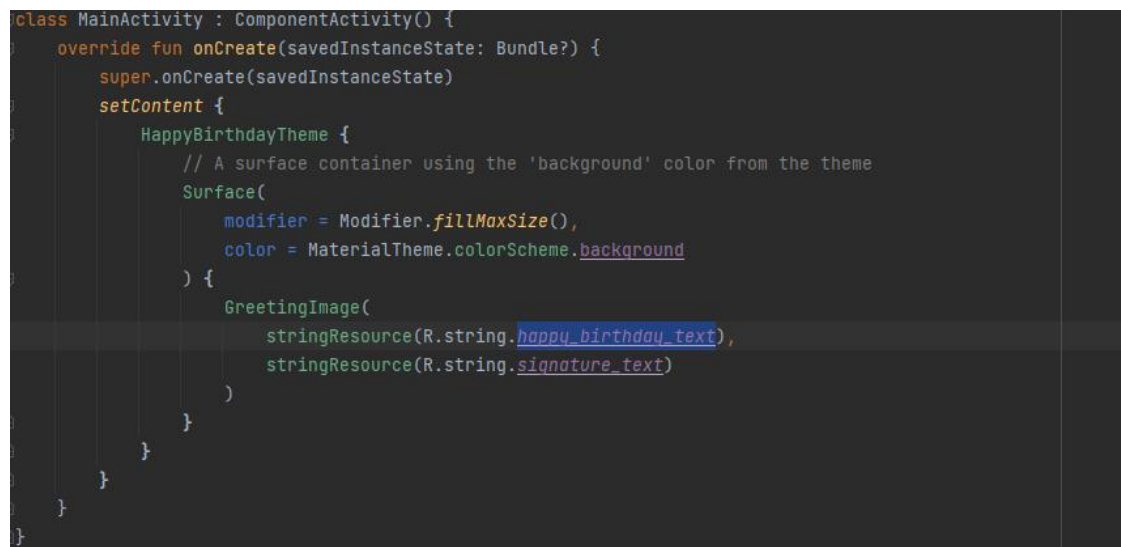 class MainActivity : ComponentActivity() {
override fun onCreate(savedInstanceState: Bundle?) {
super.onCreate(savedInstanceState)
setContent {
HappyBirthdayTheme {
// A surface container using the 'background' color from the theme
Surface(
modifier = Modifier.fillMaxSize(),
color = MaterialTheme.colorScheme.background
) {
GreetingImage(
stringResource(R.string.happy_birthday_text),
stringResource(R.string.signature_text)
)
}
}
}
}
}